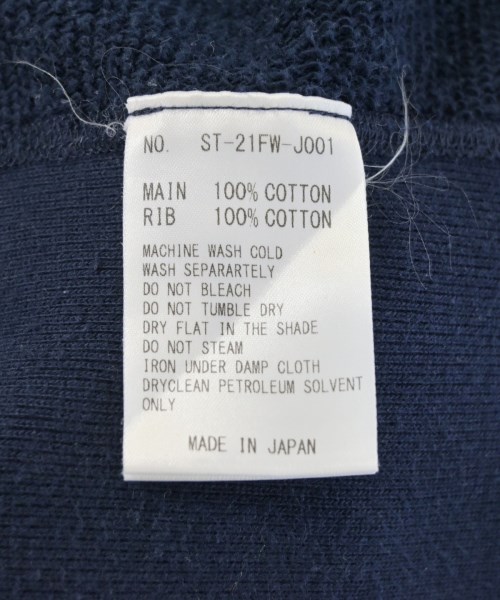 NO. ST-21FW-J001
MAIN 100% COTTON
RIB 100% COTTON
MACHINE WASH COLD
WASH SEPARARTELY
DO NOT BLEACH
DO NOT TUMBLE DRY
DRY FLAT IN THE SHADE
DO NOT STEAM
IRON UNDER DAMP CLOTH
DRYCLEAN PETROLEUM SOLVENT
ONLY
MADE IN JAPAN